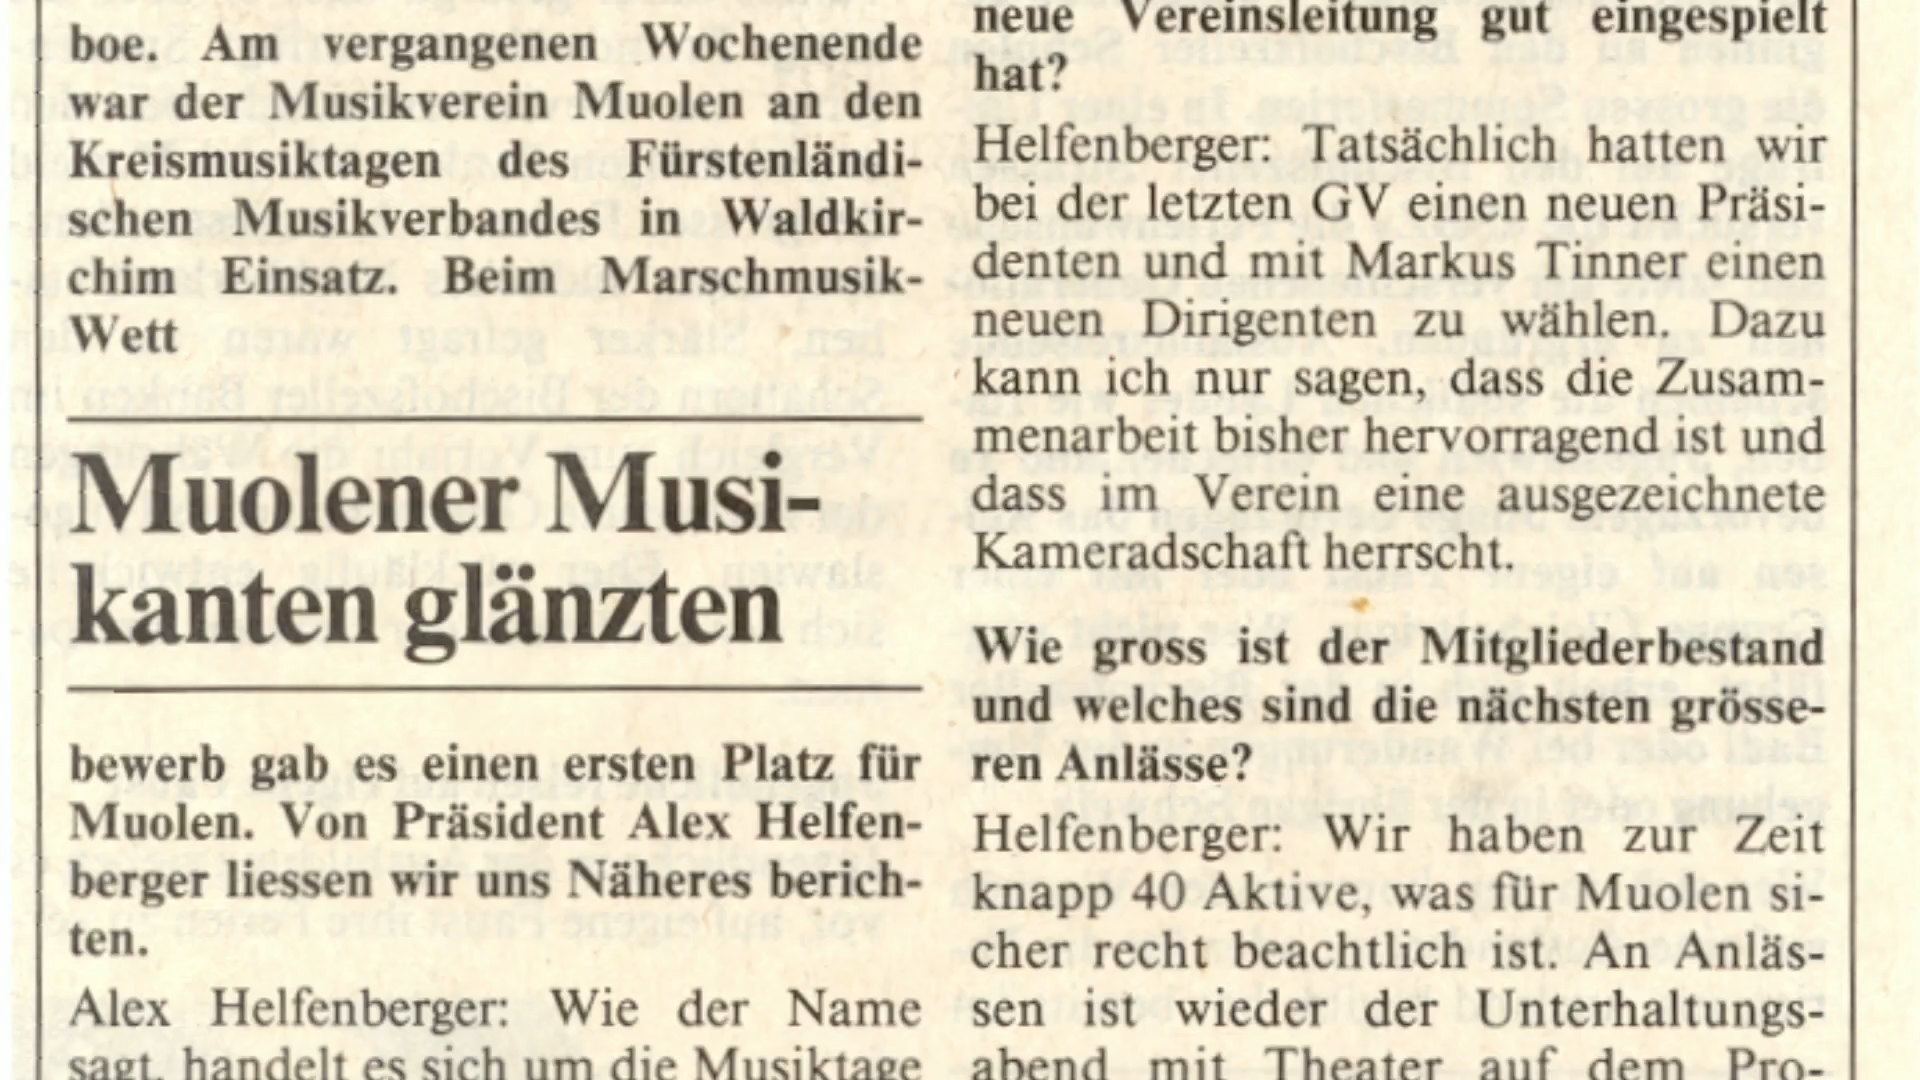 boe. Am vergangenen Wochenende
war der Musikverein Muolen an den
Kreismusiktagen des Fürstenländi-
schen Musikverbandes in Waldkir-
chim Einsatz. Beim Marschmusik-
Wett
Muolener Musi-
kanten glänzten
bewerb gab es einen ersten Platz für
Muolen. Von Präsident Alex Helfen-
berger liessen wir uns Näheres berich-
ten.
Alex Helfenberger: Wie der Name
sagt, handelt es sich um die Musiktage
neue Vereinsleitung gut eingespielt
hat?
Helfenberger: Tatsächlich hatten wir
bei der letzten GV einen neuen Präsi-
denten und mit Markus Tinner einen
neuen Dirigenten zu wählen. Dazu
kann ich nur sagen, dass die Zusam-
menarbeit bisher hervorragend ist und
dass im Verein eine ausgezeichnete
Kameradschaft herrscht.
Wie gross ist der Mitgliederbestand
und welches sind die nächsten grösse-
ren Anlässe?
Helfenberger: Wir haben zur Zeit
knapp 40 Aktive, was für Muolen si-
cher recht beachtlich ist. An Anläs-
sen ist wieder der Unterhaltungs-
abend mit Theater auf dem Pro-